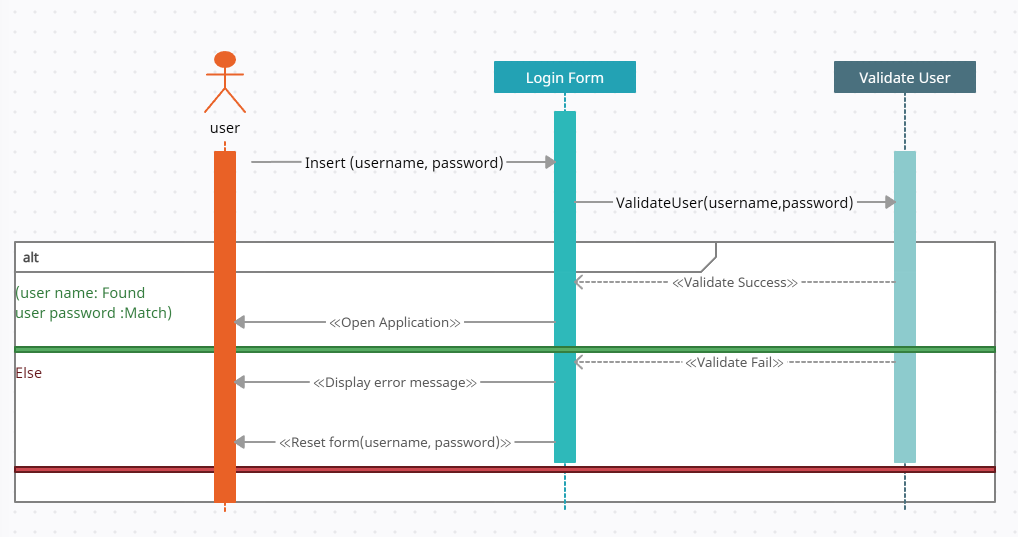 Login Form
Validate User
user
Insert (username, password)
ValidateUser(username,password)
alt
<<Validate Success>>
(user name: Found
user password :Match)
<<Open Application>>
<<Validate Fail>>
Else
<<Display error message>>
<<Reset form(username, password)>>